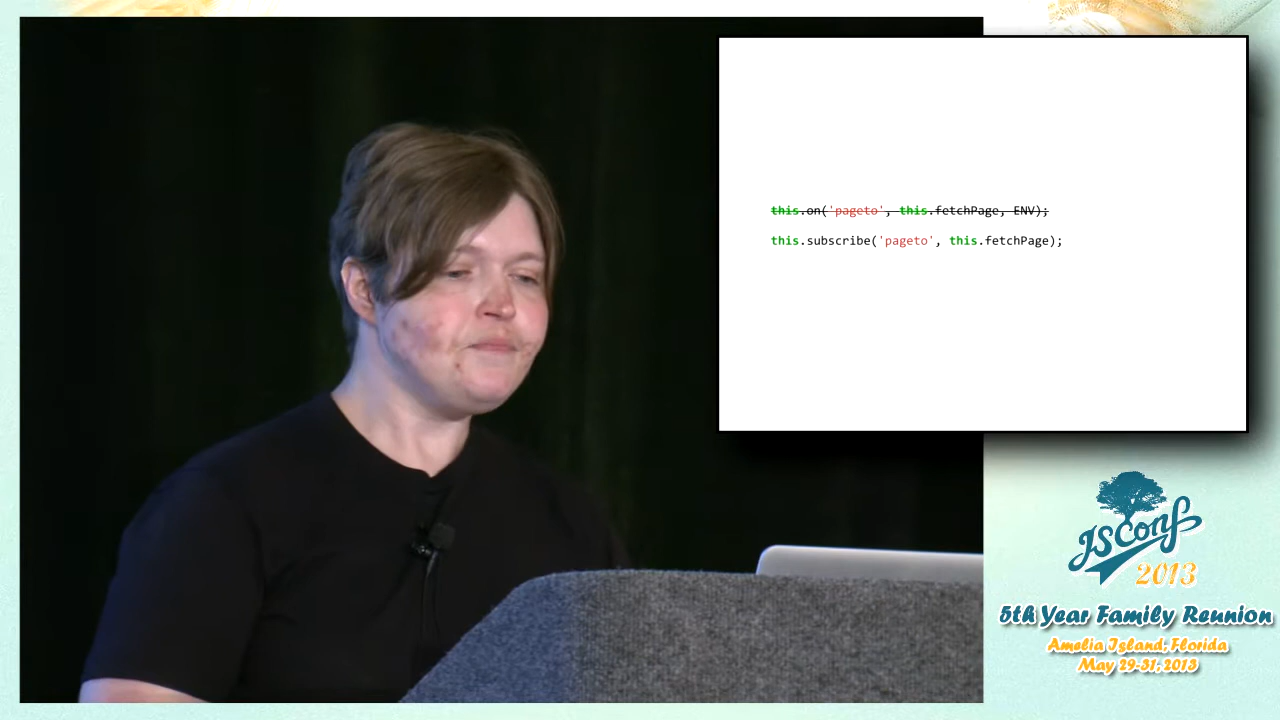 this.on('pageto', this.fetchPage, ENV);
this.subscribe('pageto', this.fetchPage);
JSConf
2013
5th Year Family Reunion
Amelia Island, Florida
May 29-31, 2013